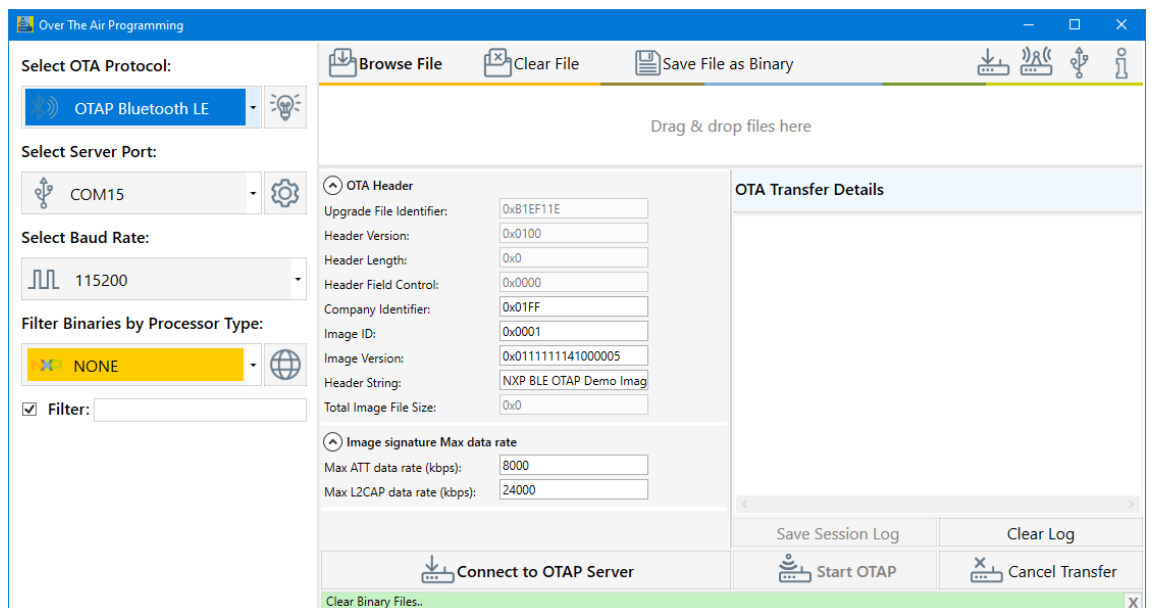 Over The Air Programming
Select OTA Protocol:
OTAP Bluetooth LE
Select Server Port:
COM15
Select Baud Rate:
115200
Filter Binaries by Processor Type:
NXP NONE
Filter:
Browse File
Clear File
Save File as Binary
Drag & drop files here
OTA Header
Upgrade File Identifier: 0xB1EF11E
Header Version: 0x0100
Header Length: 0x0
Header Field Control: 0x0000
Company Identifier: 0x01FF
Image ID: 0x0001
Image Version: 0x0111111141000005
Header String: NXP BLE OTAP Demo Imag
Total Image File Size: 0x0
Image signature Max data rate
Max ATT data rate (kbps): 8000
Max L2CAP data rate (kbps): 24000
OTA Transfer Details
Save Session Log
Clear Log
Connect to OTAP Server
Start OTAP
Cancel Transfer
Clear Binary Files..
X